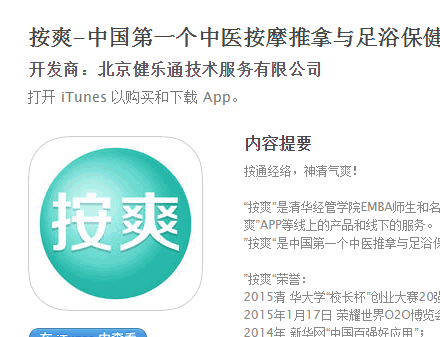 按爽-中国第一个中医按摩推拿与足浴保健
开发商：北京健乐通技术服务有限公司
打开 iTunes 以购买和下载 App。
按爽
内容提要
按通经络，神清气爽！
“按爽”是清华经管学院EMBA师生和名
爽”APP等线上的产品和线下的服务。
”按爽“是中国第一个中医推拿与足浴保
”按爽“荣誉：
2015清 华大学“校长杯”创业大赛20强
2015年1月17日 荣耀世界O2O博览会
2014年 新华网“中国百强好应用”；